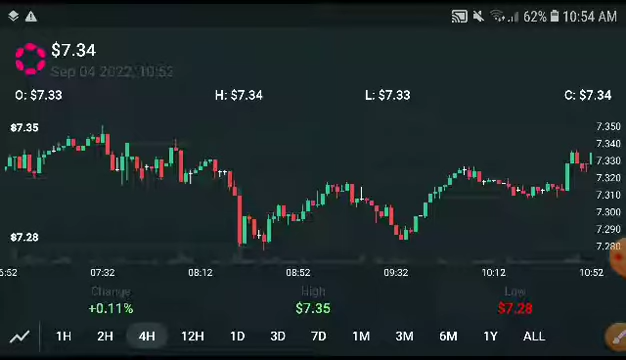 62% 10:54 AM
$7.34
Sep 04 2022, 10:52
O: $7.33 H: $7.34 L: $7.33 C: $7.34
$7.35
7.350
7.340
7.330
7.320
7.310
7.300
7.290
$7.28
7.280
6:52 07:32 08:12 08:52 09:32 10:12 10:52
Change High Low
+0.11% $7.35 $7.28
1H 2H 4H 12H 1D 3D 7D 1M 3M 6M 1Y ALL